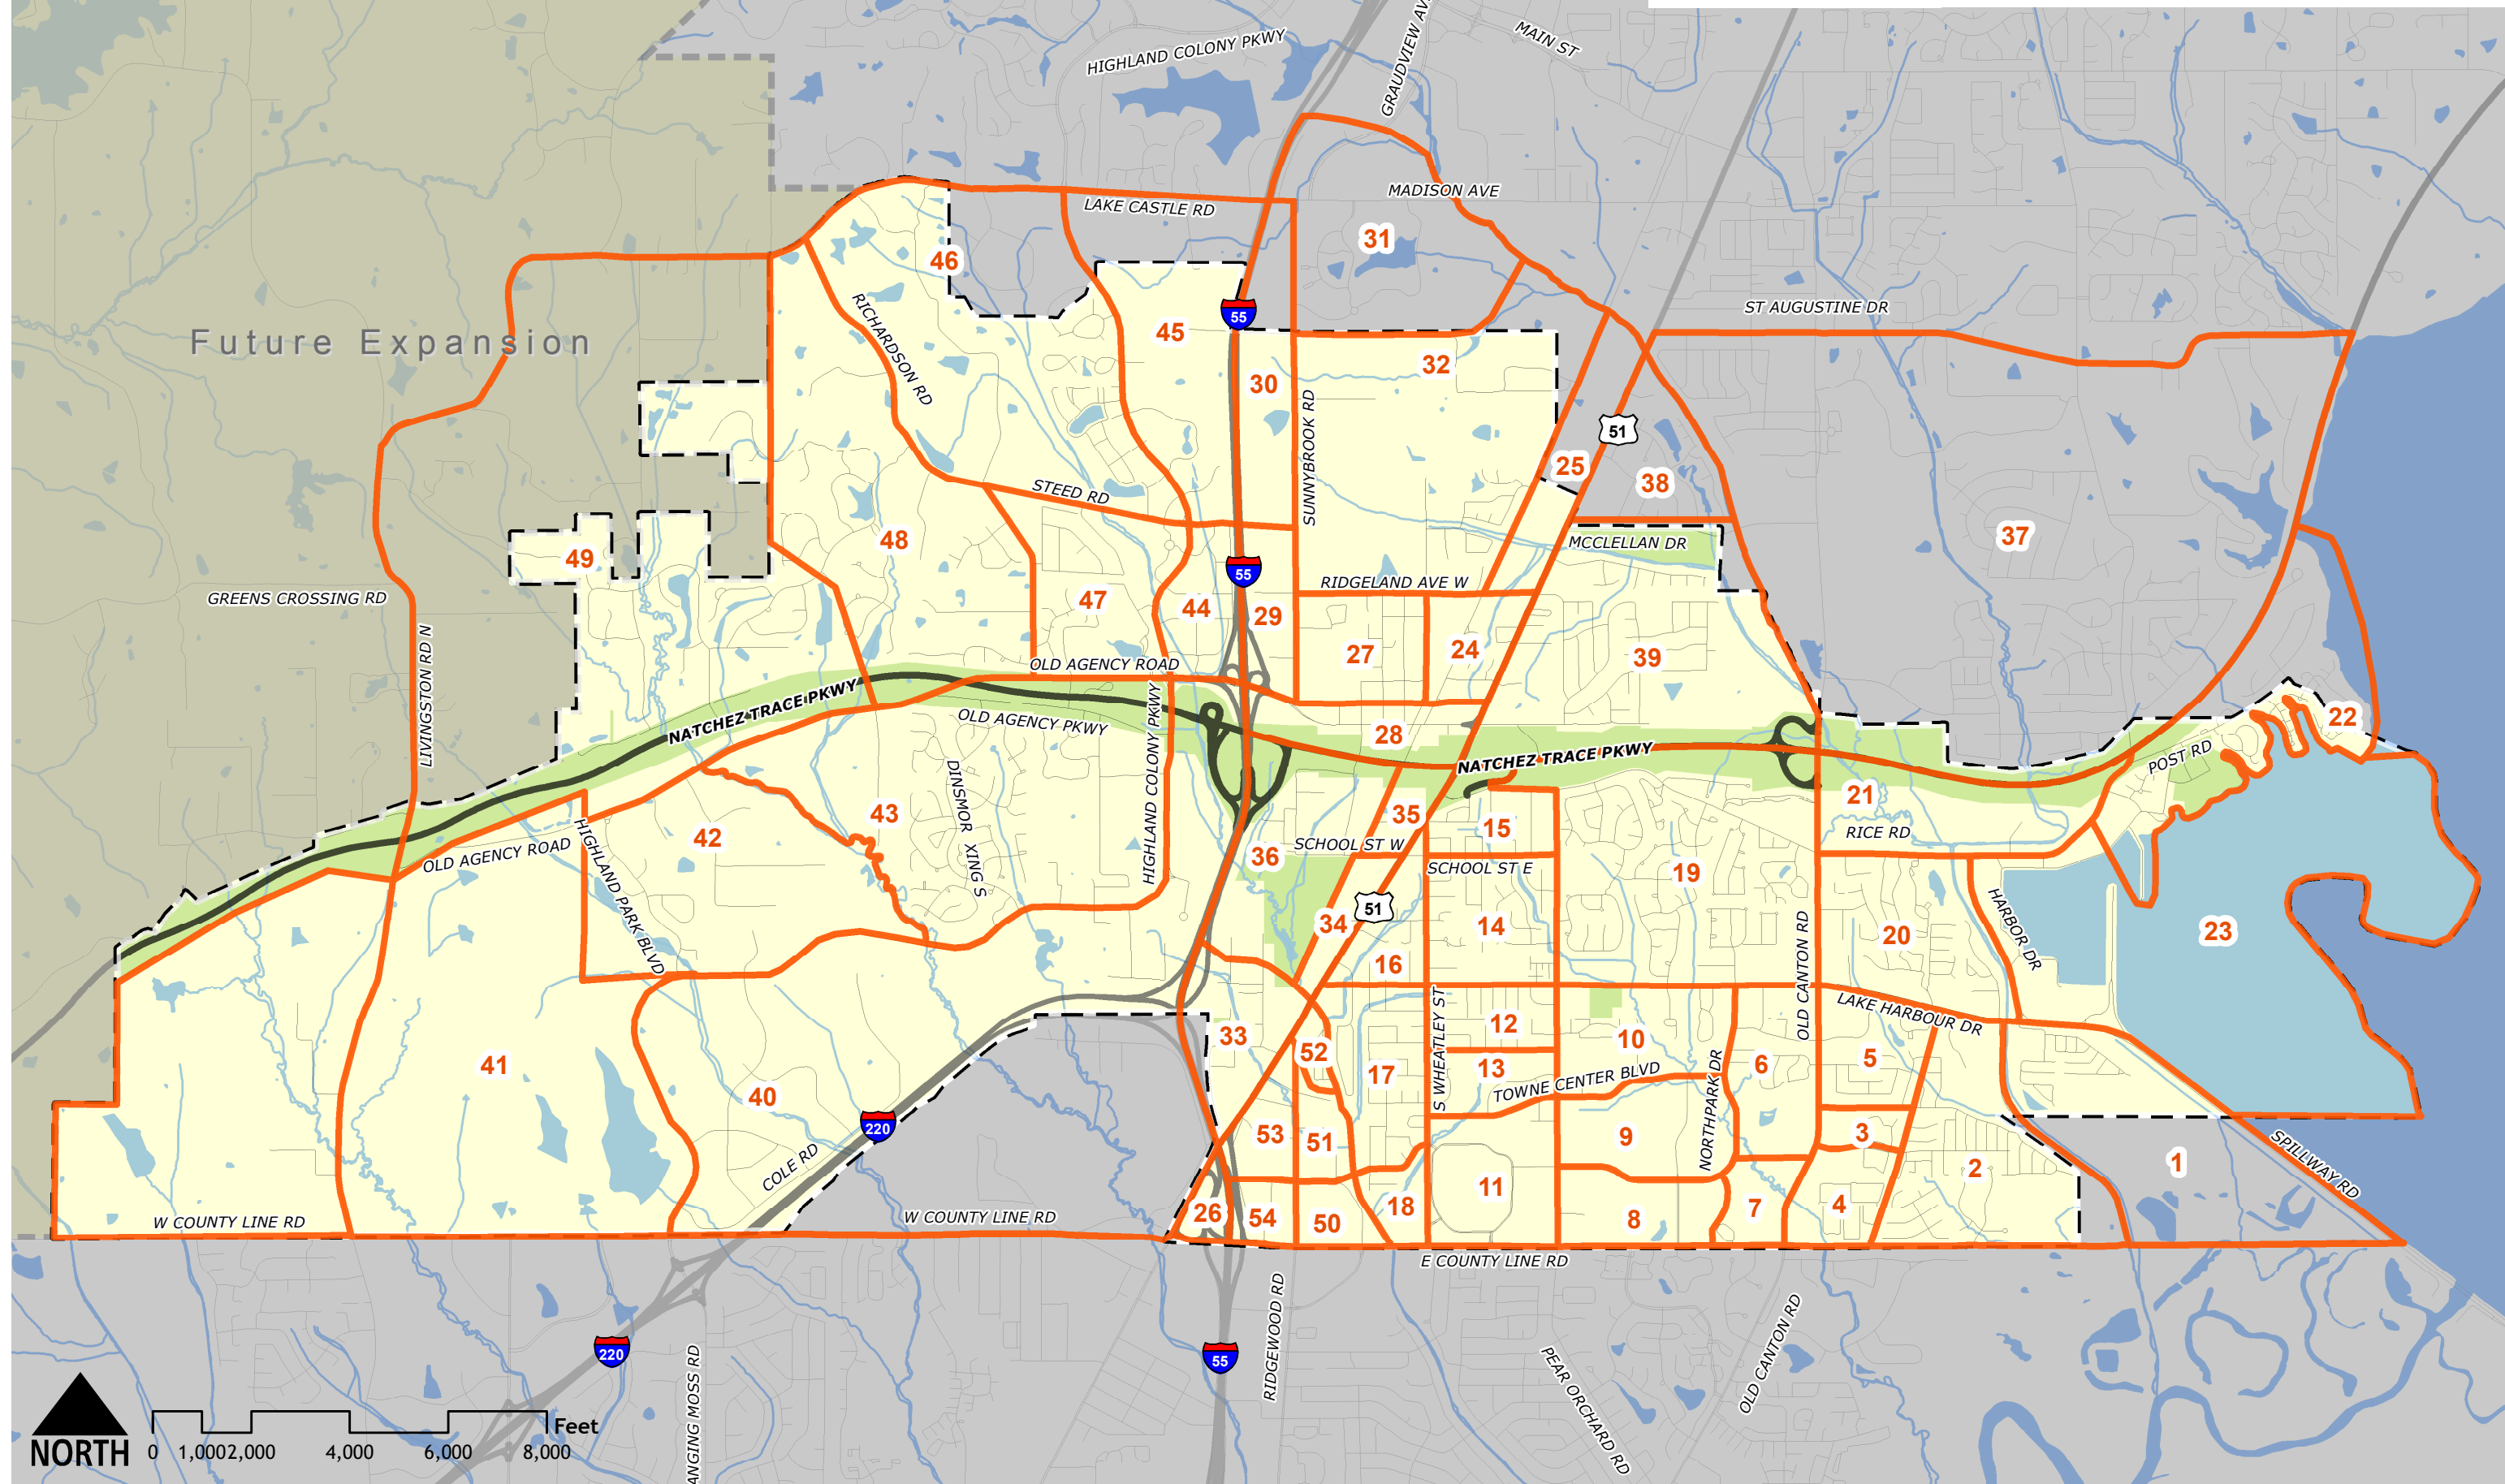 HIGHLAND COLONY PKWY
GRAUDVIEW AV
MAIN ST
MADISON AVE
LAKE CASTLE RD
31
46
ST AUGUSTINE DR
55
Future Expansion
RICHARDSON RD
45
30
32
SUNNYBROOK RD
51
25
38
STEED RD
37
48
MCCLELLAN DR
49
55
RIDGELAND AVE W
GREENS CROSSING RD
47
44
29
27
24
39
LIVINGSTON RD N
OLD AGENCY ROAD
NATCHEZ TRACE PKWY
HIGHLAND COLONY PKWY
OLD AGENCY PKWY
28
22
NATCHEZ TRACE PKWY
POST RD
DINSMOR XING S
21
43
35
15
RICE RD
42
HIGHLAND PARK BLVD
OLD AGENCY ROAD
SCHOOL ST W
36
SCHOOL ST E
19
51
34
14
OLD CANTON RD
20
HARBOR DR
23
16
LAKE HARBOUR DR
33
12
10
52
S WHEATLEY ST
5
6
41
17
13
TOWNE CENTER BLVD
NORTHPARK DR
40
220
53
51
9
3
COLE RD
2
1
SPILLWAY RD
11
W COUNTY LINE RD
W COUNTY LINE RD
26
54
50
18
8
7
4
E COUNTY LINE RD
RIDGEWOOD RD
220
55
ANGING MOSS RD
PEAR ORCHARD RD
OLD CANTON RD
NORTH
0 1,000 2,000 4,000 6,000 8,000
Feet